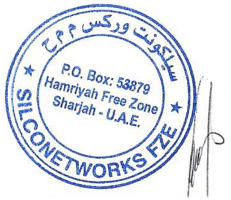 سيلكونت وركس م م ح
P.O. Box: 53879
Hamriyah Free Zone
Sharjah - U.A.E.
★ SILCONETWORKS FZE ★